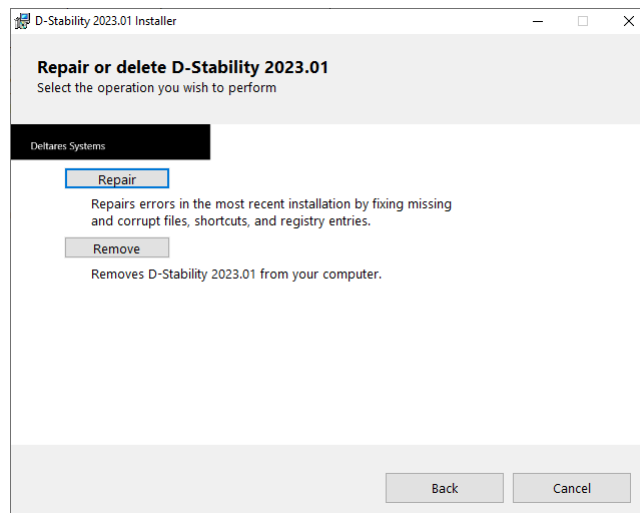 D-Stability 2023.01 Installer
Repair or delete D-Stability 2023.01
Select the operation you wish to perform
Deltares Systems
Repair
Repairs errors in the most recent installation by fixing missing
and corrupt files, shortcuts, and registry entries.
Remove
Removes D-Stability 2023.01 from your computer.
Back
Cancel